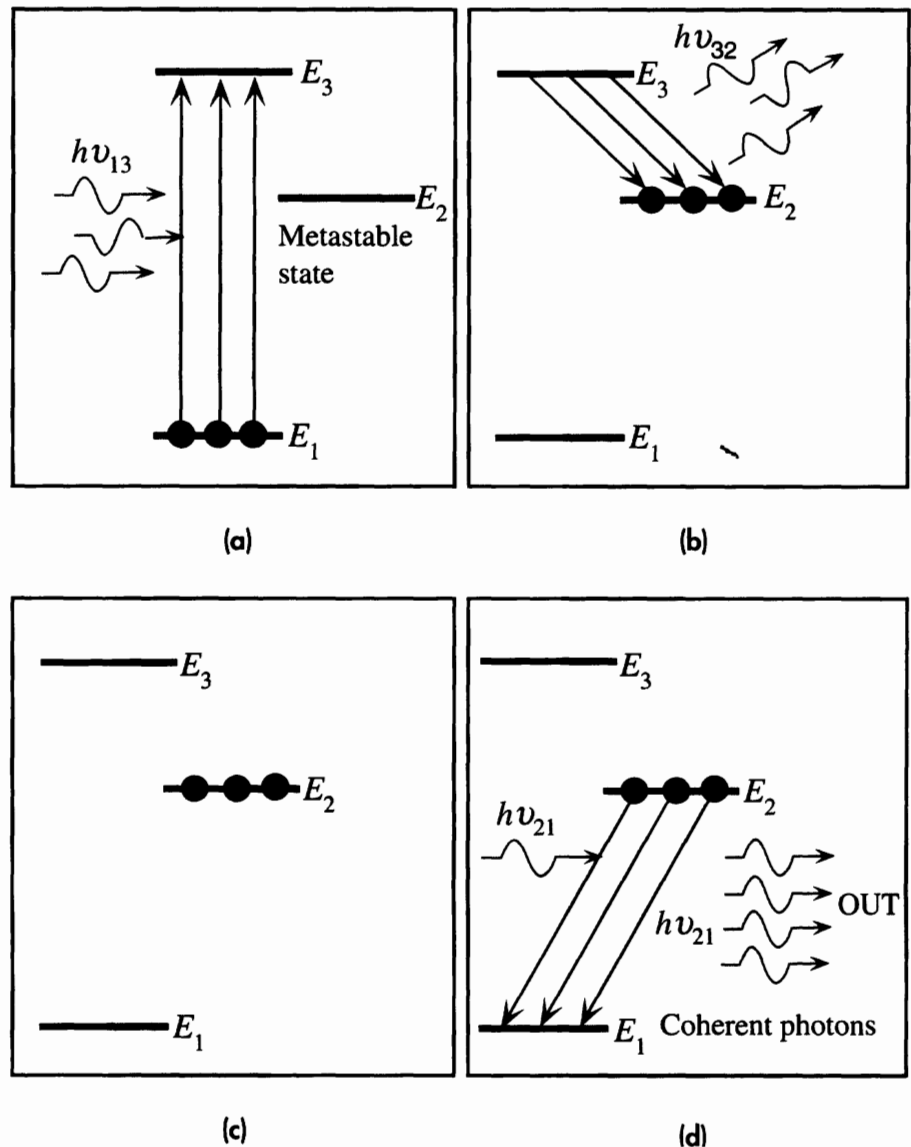 E₃
hυ₁₃
E₂
Metastable
state
E₁
(a)
hυ₃₂
E₃
E₂
E₁
(b)
E₃
E₂
E₁
(c)
E₃
E₂
hυ₂₁
OUT
hυ₂₁
E₁ Coherent photons
(d)